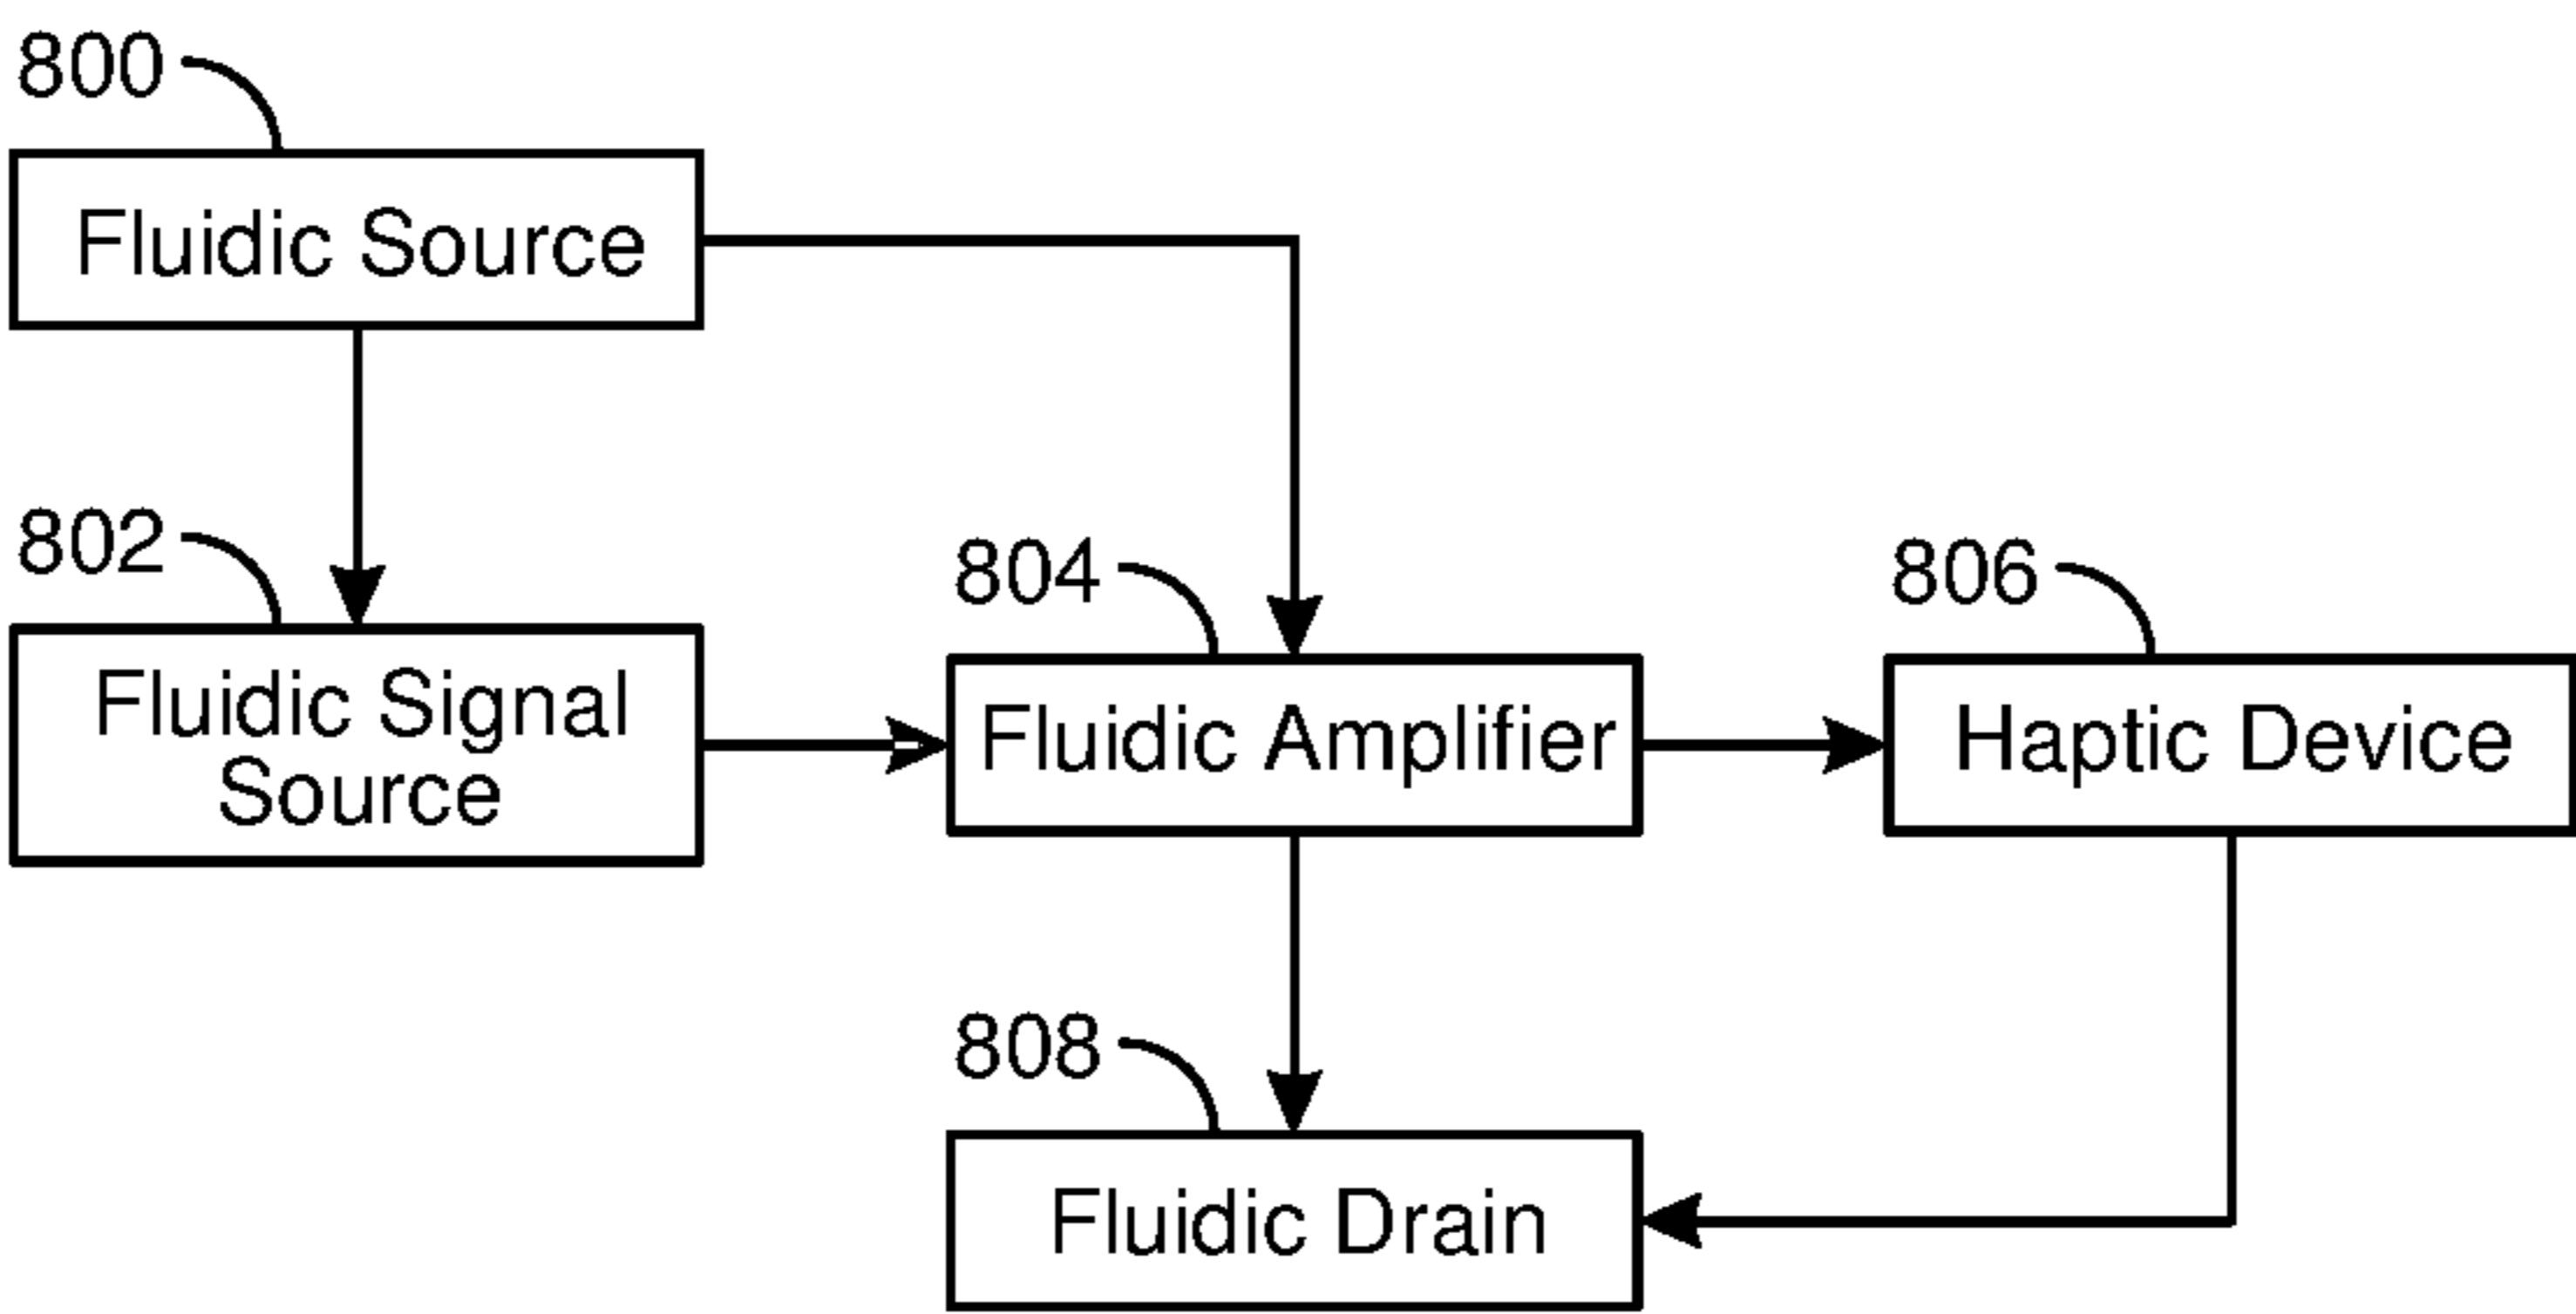 800
Fluidic Source
802
Fluidic Signal
Source
804
Fluidic Amplifier
806
Haptic Device
808
Fluidic Drain